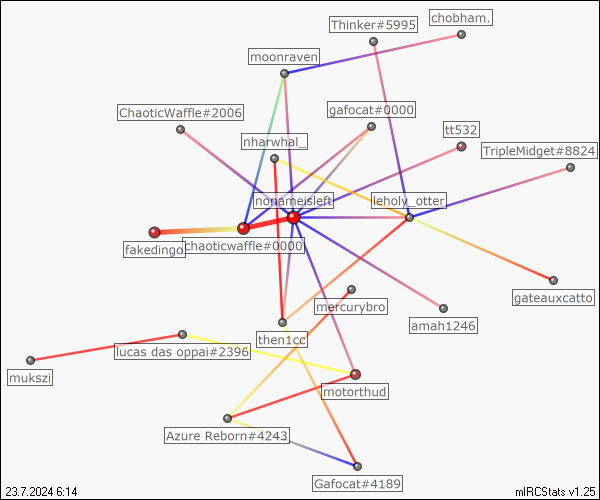 Thinker#5995
chobham.
moonraven
ChaoticWaffle#2006
gafocat#0000
tt532
nharwhal_
TripleMidget#8824
nonameisleft
leholy_otter
fakedingo
chaoticwaffle#0000
gateauxcatto
mercurybro
amah1246
then1cc
lucas das oppai#2396
mukszi
motorthud
Azure Reborn#4243
Gafocat#4189
23.7.2024 6:14
mIRCStats v1.25